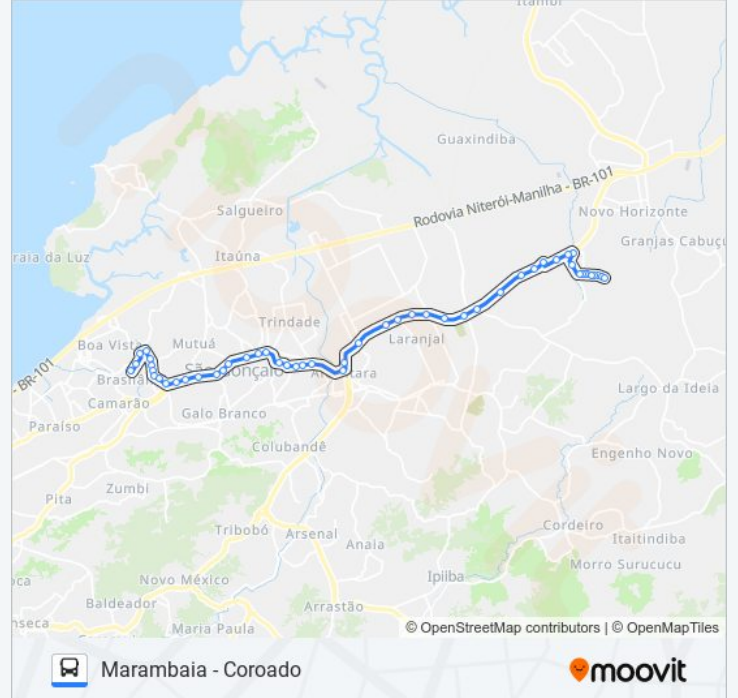 Itambi
Guaxindiba
Rodovia Niterói-Manilha - BR-101
Salgueiro
Novo Horizonte
Granjas Cabuçu
raia da Luz
Itaúna
Trindade
Boa Vista
Mutuá
Laranjal
BR-101
São Gonçalo
Alcântara
Largo da Ideia
Camarão
Galo Branco
Paraíso
Colubandê
Engenho Novo
Zumbi
Pita
Cordeiro
Tribobó
Arsenal
Itaitindiba
Anaia
Morro Surucucu
oca
Novo México
Ipiiba
Baldeador
Arrastão
onseca
Maria Paula
© OpenStreetMap contributors | © OpenMapTiles
Marambaia - Coroado
moovit